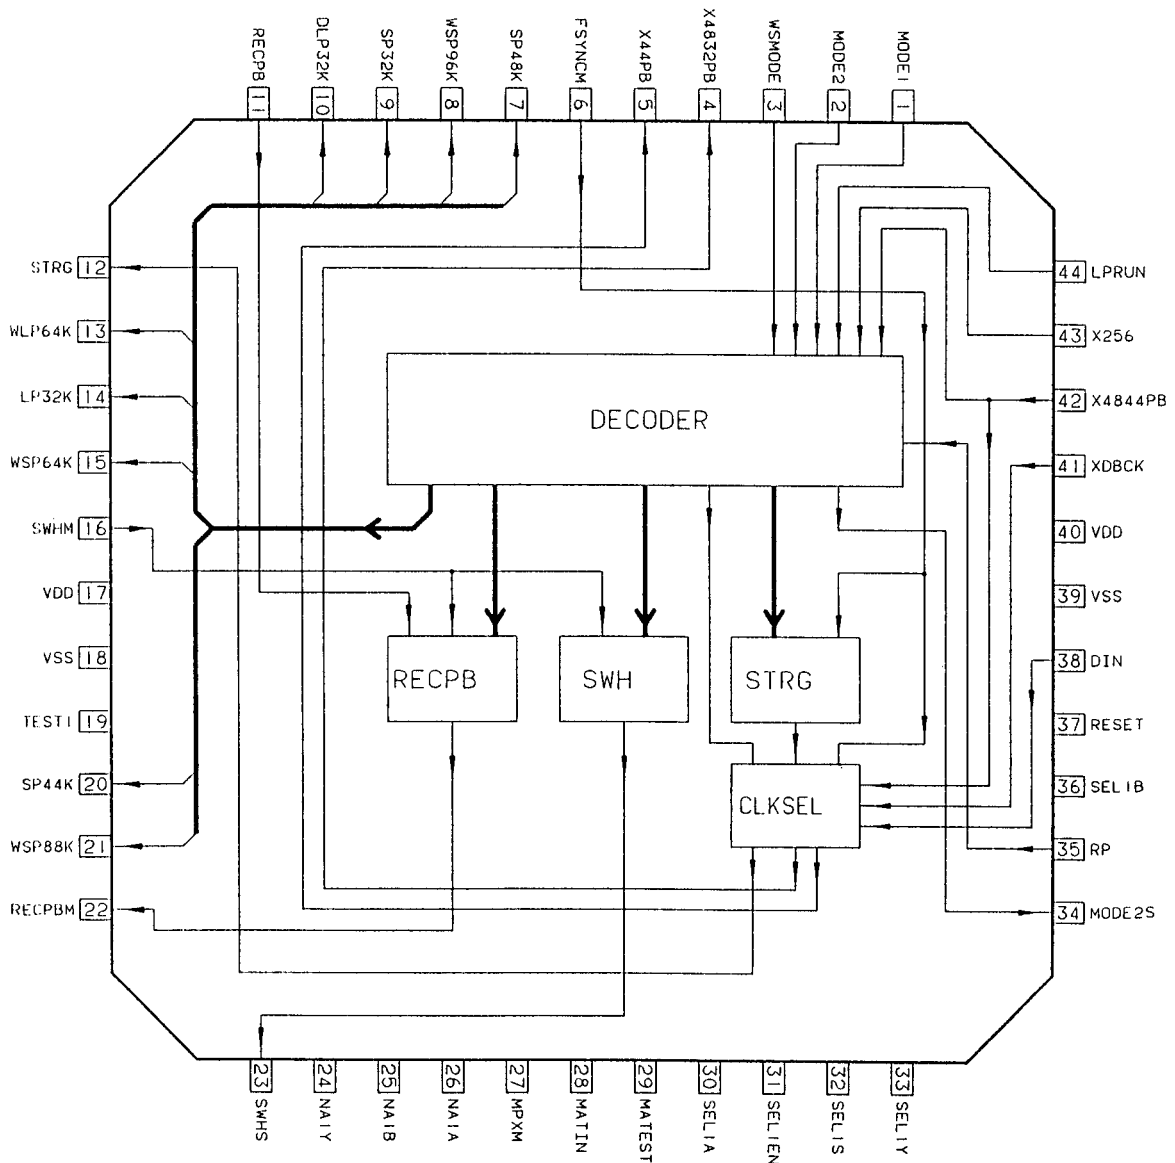 RECPB 11
DLP32K 10
SP32K 9
WSP96K 8
SP48K 7
FSYNCM 6
X44PB 5
X4832PB 4
WSMODE 3
MODE2 2
MODE1 1
STRG 12
WLP64K 13
LP32K 14
WSP64K 15
SWHM 16
VDD 17
VSS 18
TEST1 19
SP44K 20
WSP88K 21
RECPBM 22
DECODER
RECPB
SWH
STRG
CLKSEL
44 LPRUN
43 X256
42 X4844PB
41 XDBCK
40 VDD
39 VSS
38 DIN
37 RESET
36 SEL1B
35 RP
34 MODE2S
23 SWHS
24 NA1Y
25 NA1B
26 NA1A
27 MPXM
28 MATIN
29 MATEST
30 SEL1A
31 SEL1EN
32 SEL1S
33 SEL1Y